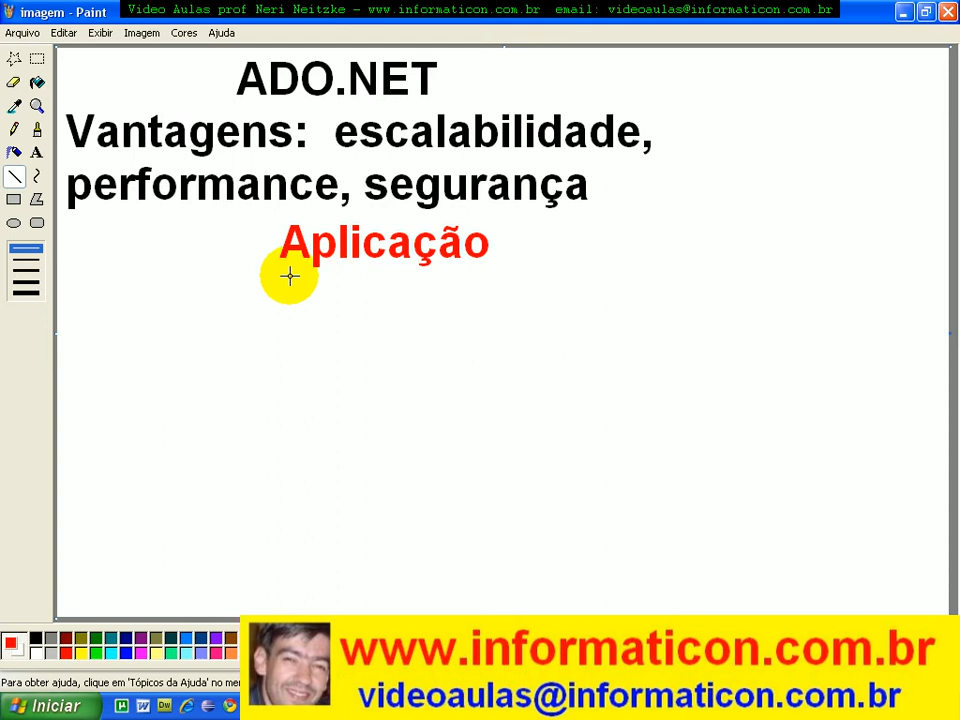 imagem - Paint
Video Aulas prof Neri Neitzke – www.informaticon.com.br email: videoaulas@informaticon.com.br
Arquivo Editar Exibir Imagem Cores Ajuda
ADO.NET
Vantagens: escalabilidade,
performance, segurança
Aplicação
A
Para obter ajuda, clique em 'Tópicos da Ajuda' no me
Iniciar
W
Dw
www.informaticon.com.br
videoaulas@informaticon.com.br